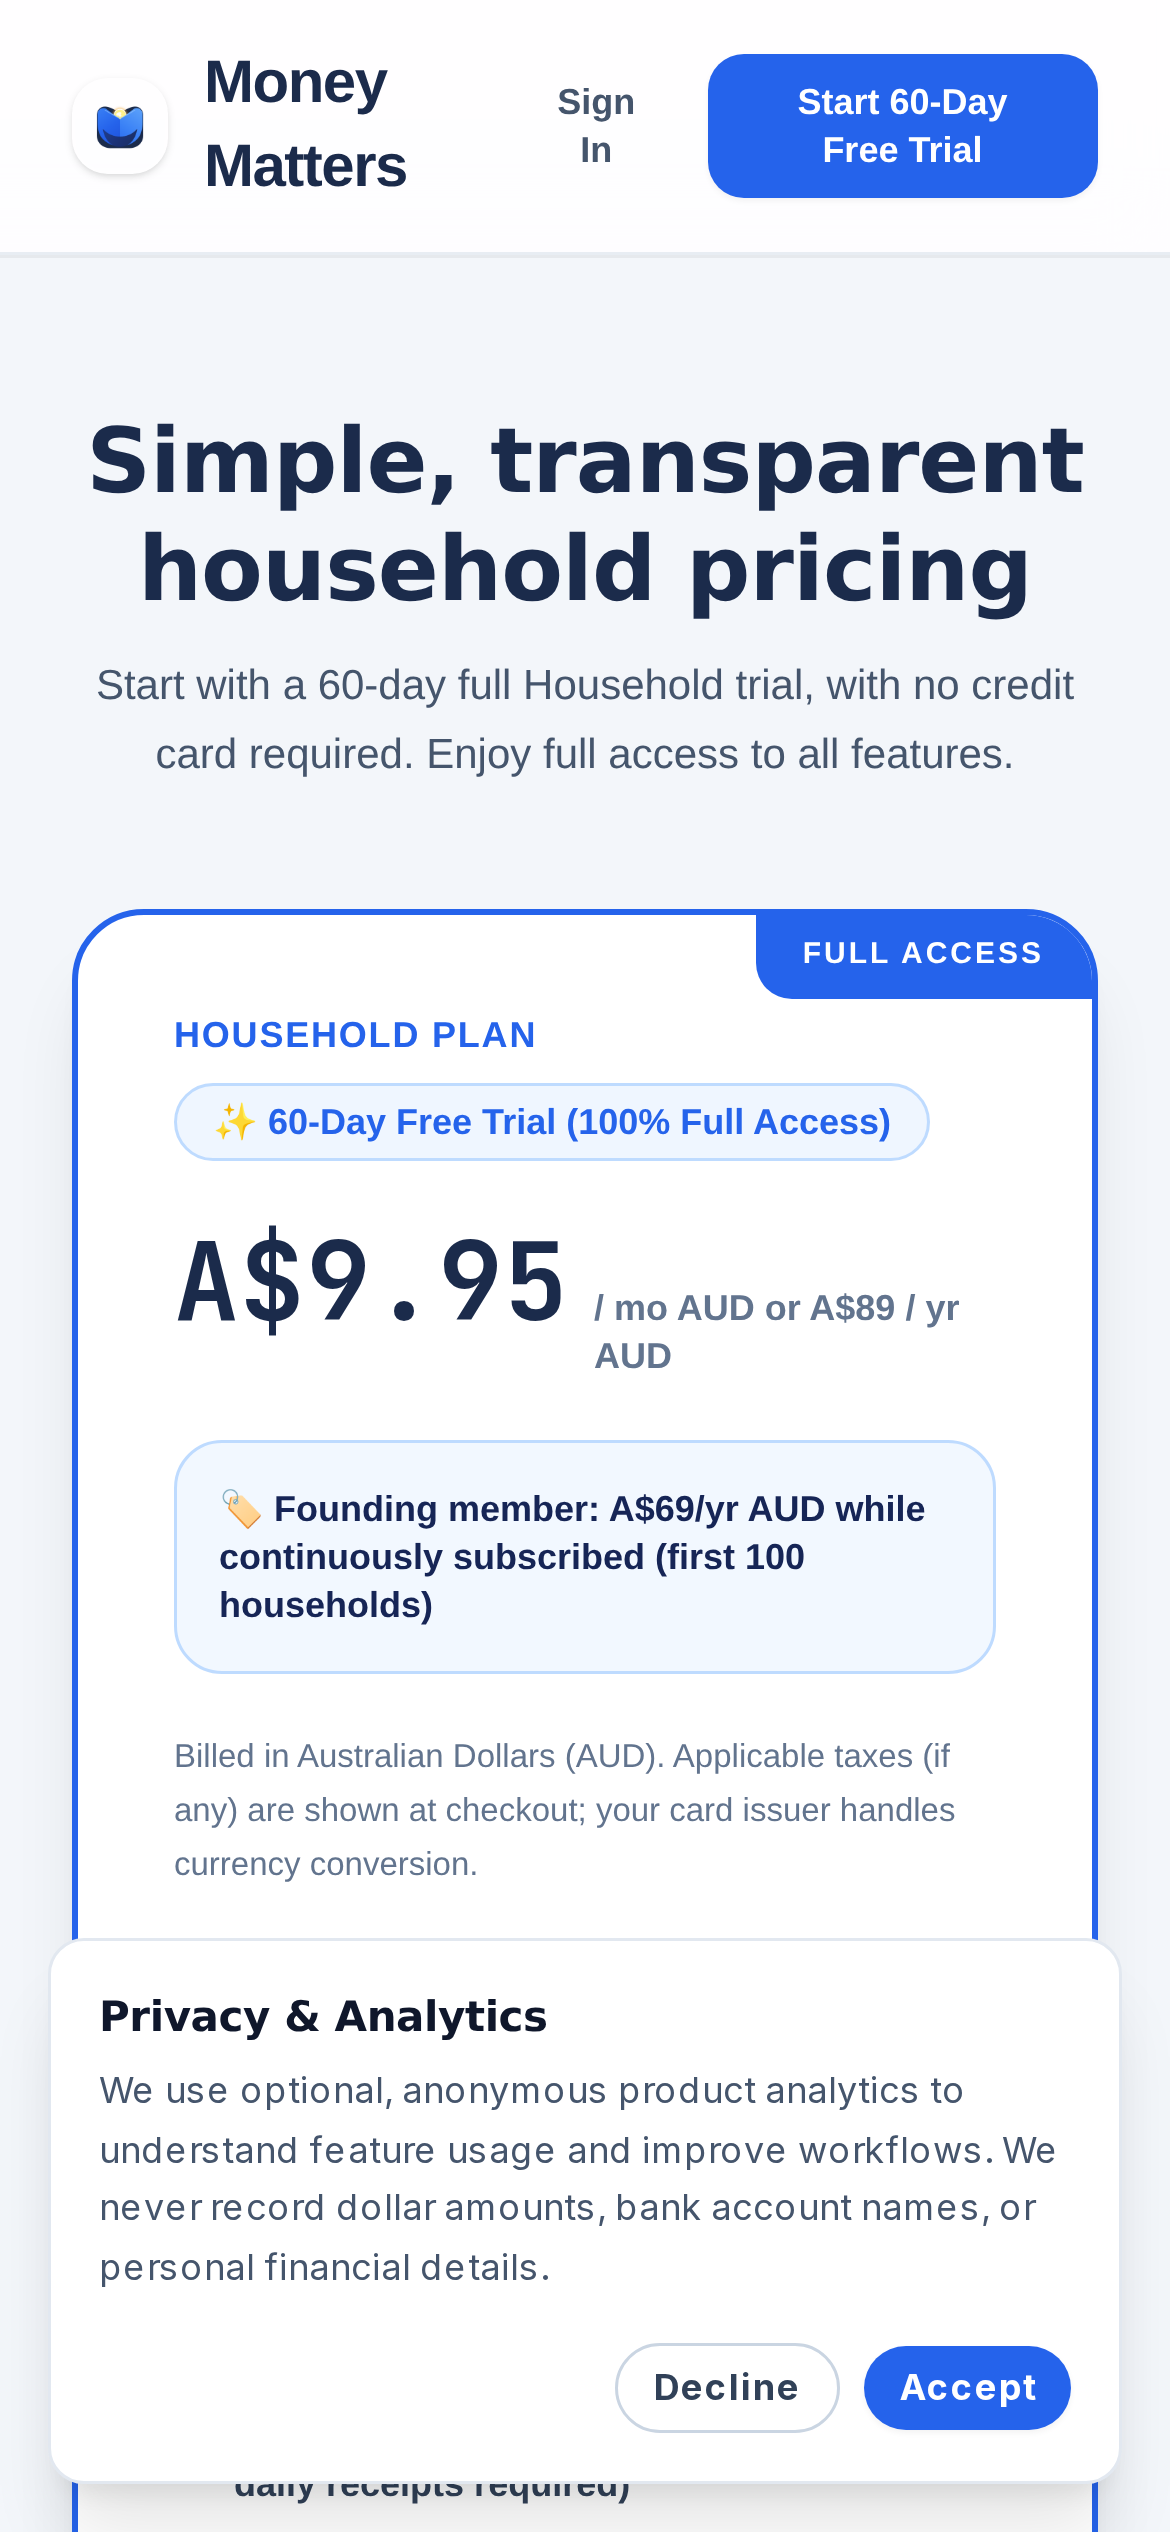 Money
Matters
Sign
In
Start 60-Day
Free Trial
Simple, transparent
household pricing
Start with a 60-day full Household trial, with no credit
card required. Enjoy full access to all features.
FULL ACCESS
HOUSEHOLD PLAN
✨ 60-Day Free Trial (100% Full Access)
A$9.95 / mo AUD or A$89 / yr
AUD
🏷️ Founding member: A$69/yr AUD while
continuously subscribed (first 100
households)
Billed in Australian Dollars (AUD). Applicable taxes (if
any) are shown at checkout; your card issuer handles
currency conversion.
Privacy & Analytics
We use optional, anonymous product analytics to
understand feature usage and improve workflows. We
never record dollar amounts, bank account names, or
personal financial details.
Decline
Accept
daily receipts required)